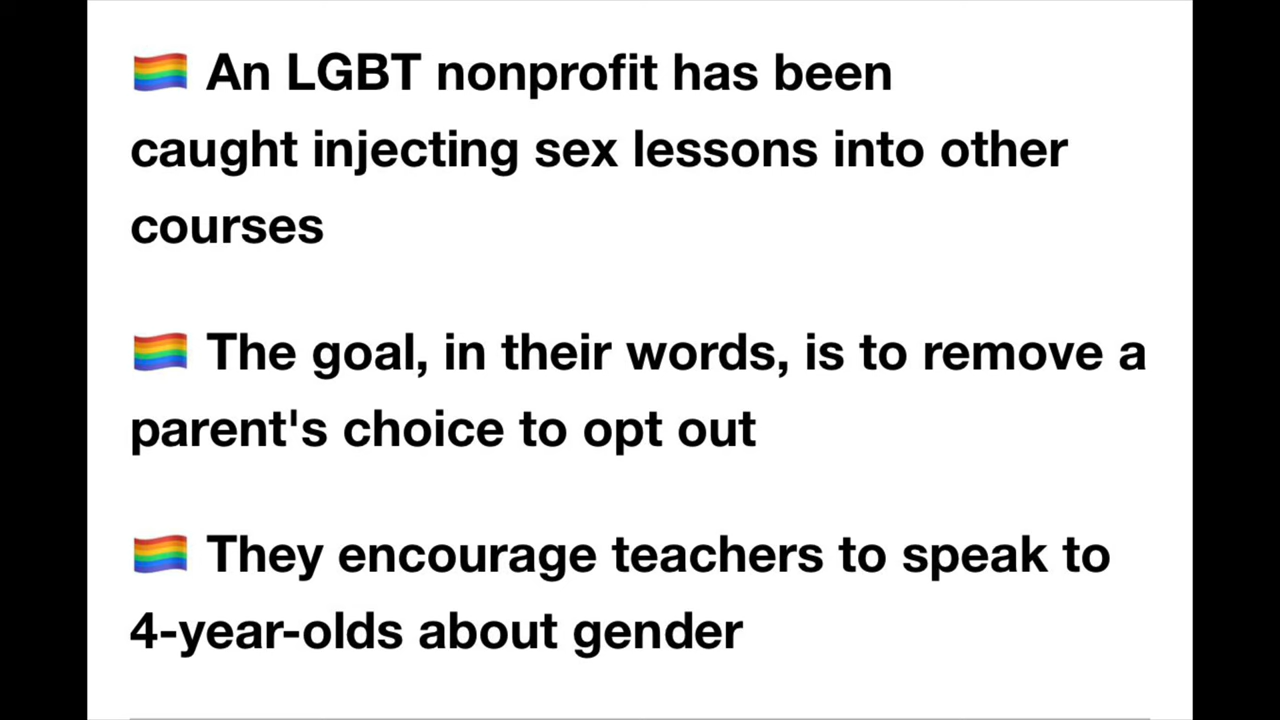 🏳️‍🌈 An LGBT nonprofit has been
caught injecting sex lessons into other
courses
🏳️‍🌈 The goal, in their words, is to remove a
parent's choice to opt out
🏳️‍🌈 They encourage teachers to speak to
4-year-olds about gender